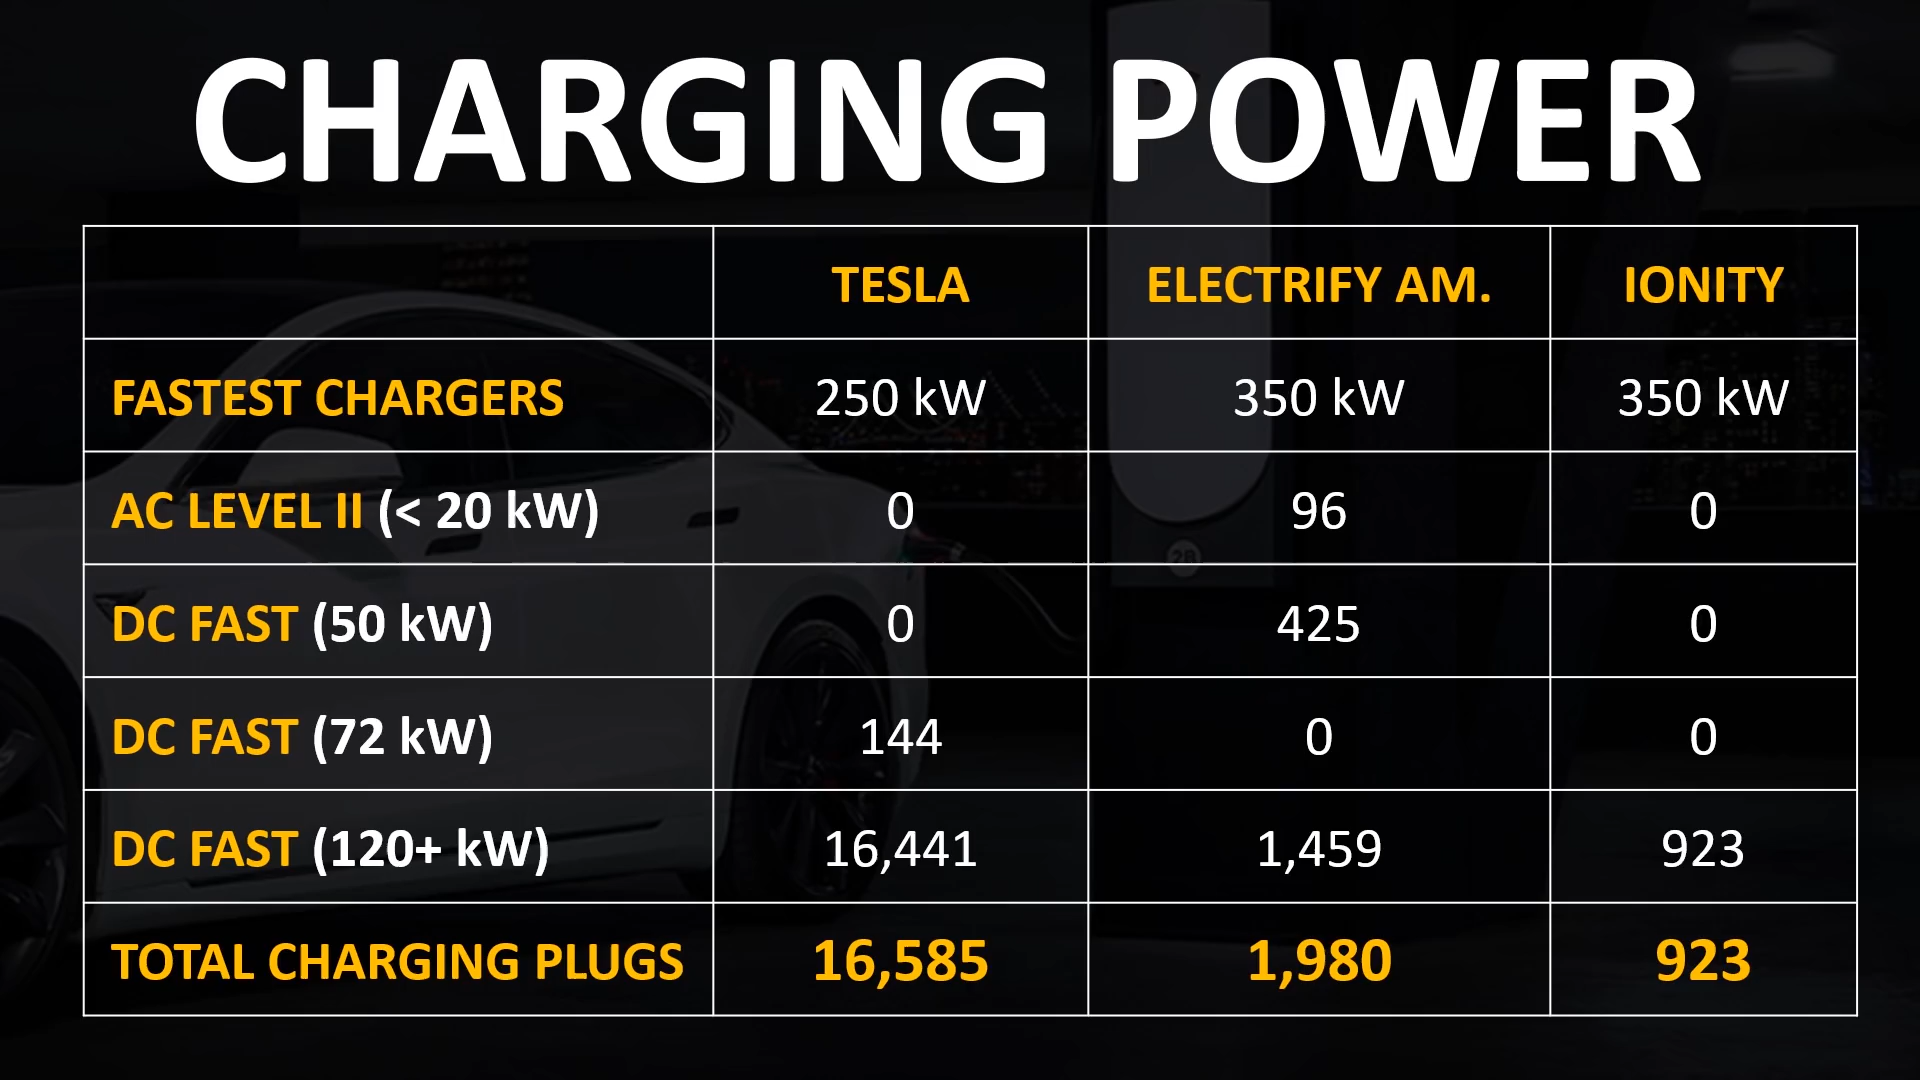 CHARGING POWER
TESLA ELECTRIFY AM. IONITY
FASTEST CHARGERS 250 kW 350 kW 350 kW
AC LEVEL II (< 20 kW) 0 96 0
DC FAST (50 kW) 0 425 0
DC FAST (72 kW) 144 0 0
DC FAST (120+ kW) 16,441 1,459 923
TOTAL CHARGING PLUGS 16,585 1,980 923
2B